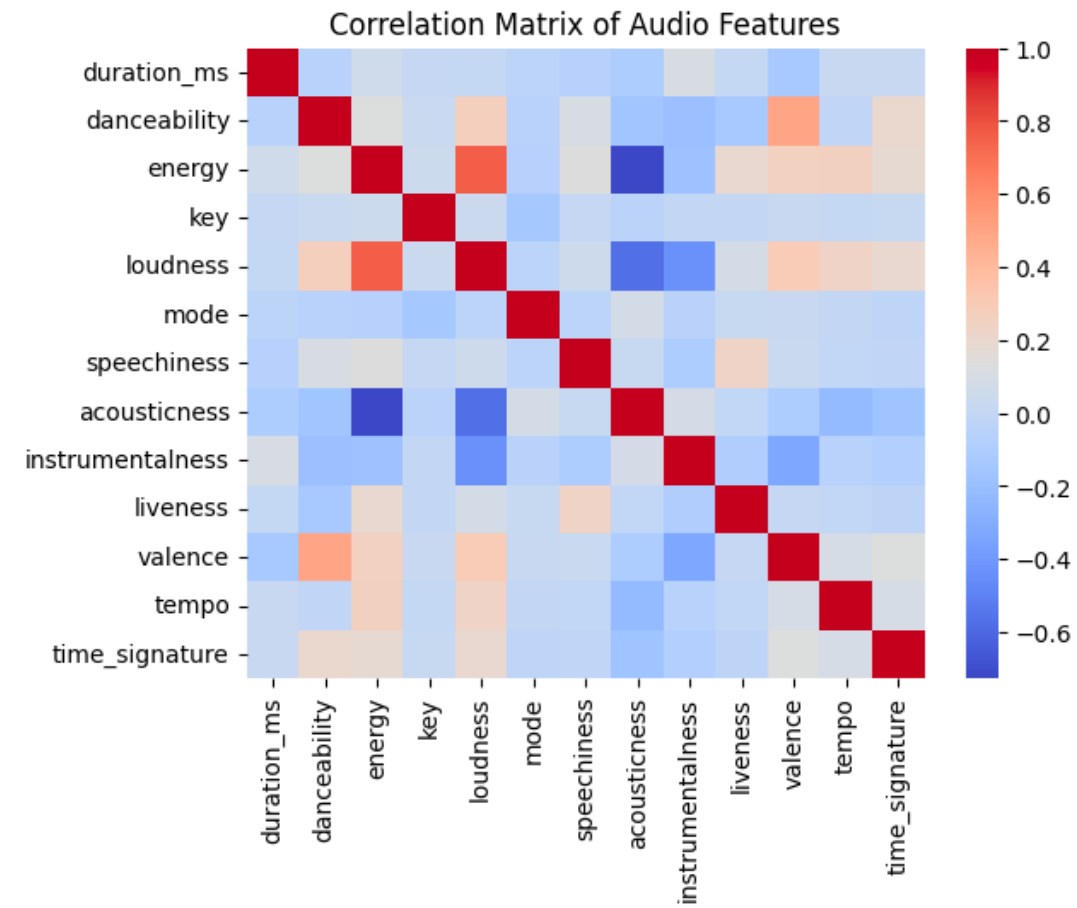 Correlation Matrix of Audio Features
duration_ms
danceability
energy
key
loudness
mode
speechiness
acousticness
instrumentalness
liveness
valence
tempo
time_signature
duration_ms
danceability
energy
key
loudness
mode
speechiness
acousticness
instrumentalness
liveness
valence
tempo
time_signature
1.0
0.8
0.6
0.4
0.2
0.0
−0.2
−0.4
−0.6